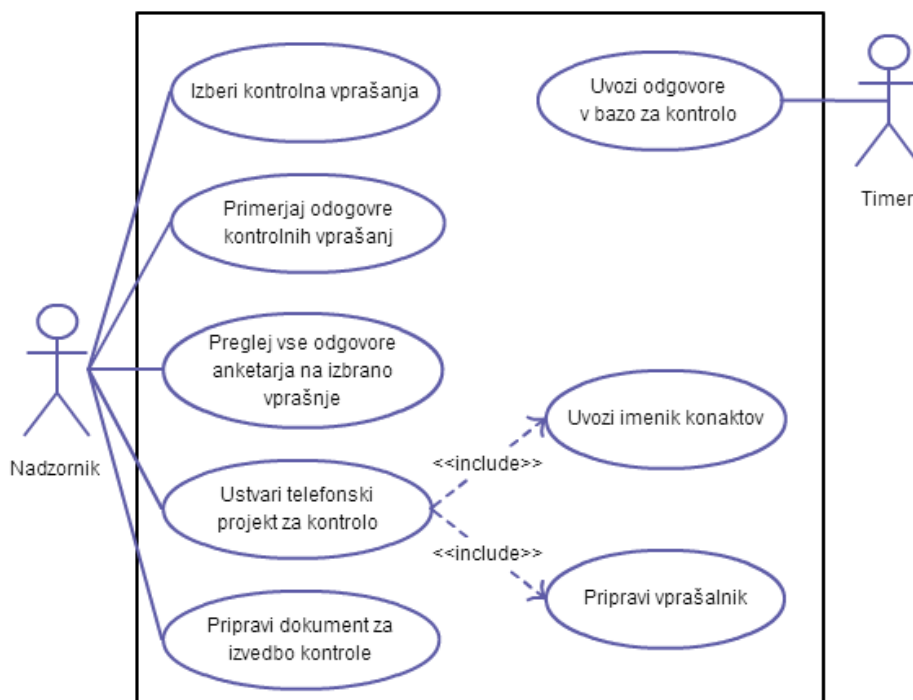 Izberi kontrolna vprašanja
Uvozi odgovore
v bazo za kontrolo
Timer
Primerjaj odogovre
kontrolnih vprašanj
Preglej vse odgovore
anketarja na izbrano
vprašnje
Nadzornik
Uvozi imenik konaktov
<<include>>
Ustvari telefonski
projekt za kontrolo
<<include>>
Pripravi vprašalnik
Pripravi dokument za
izvedbo kontrole